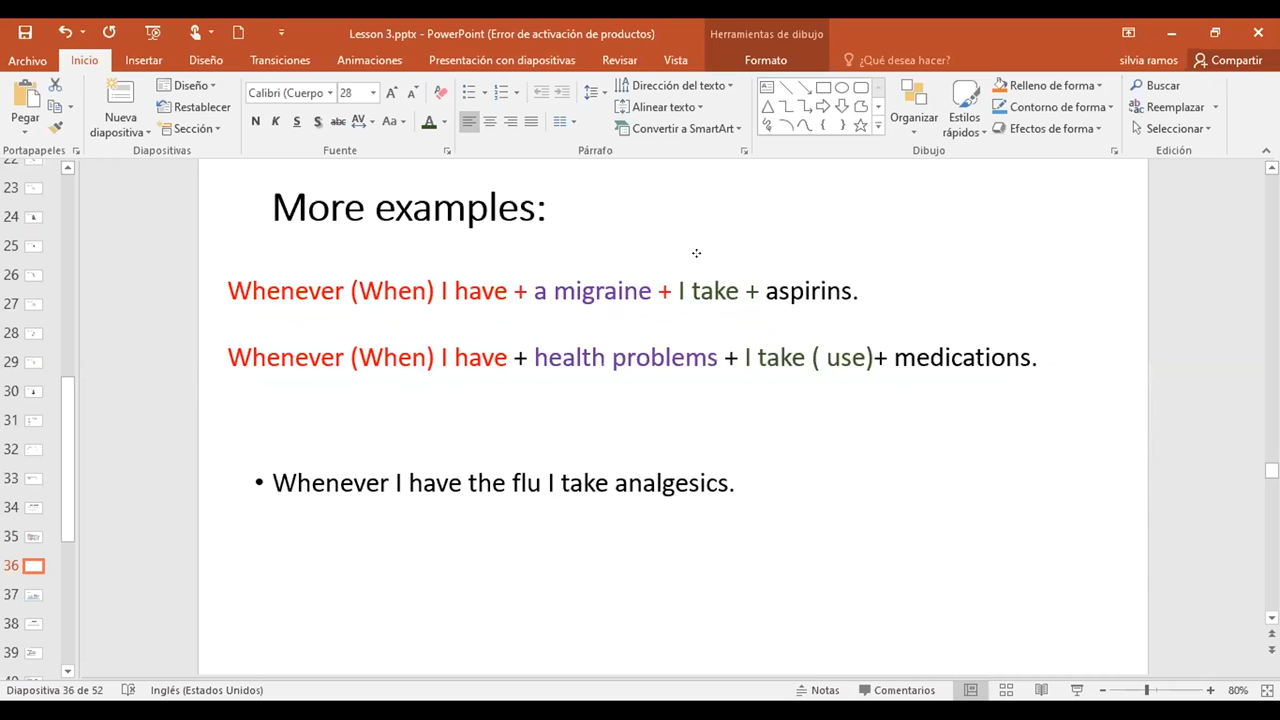 Lesson 3.pptx - PowerPoint (Error de activación de productos)
Herramientas de dibujo
Archivo Inicio Insertar Diseño Transiciones Animaciones Presentación con diapositivas Revisar Vista Formato ¿Qué desea hacer? silvia ramos Compartir
Pegar
Nueva diapositiva
Diseño
Restablecer
Sección
Calibri (Cuerpo 28
N K S S abc AV Aa A
Dirección del texto
Alinear texto
Convertir a SmartArt
Organizar
Estilos rápidos
Relleno de forma
Contorno de forma
Efectos de forma
Buscar
Reemplazar
Seleccionar
Portapapeles Diapositivas Fuente Párrafo Dibujo Edición
22
23
24
25
26
27
28
29
30
31
32
33
34
35
36
37
38
39
More examples:
Whenever (When) I have + a migraine + I take + aspirins.
Whenever (When) I have + health problems + I take ( use)+ medications.
• Whenever I have the flu I take analgesics.
Diapositiva 36 de 52 Inglés (Estados Unidos) Notas Comentarios 80%